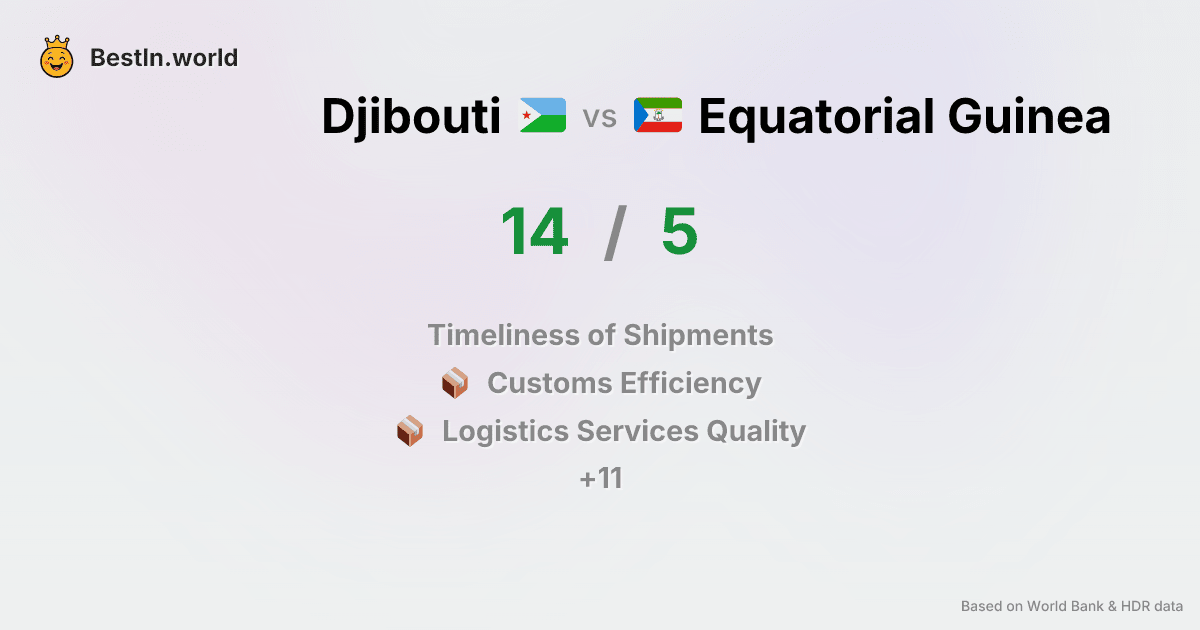 BestIn.world
Djibouti vs Equatorial Guinea
14 / 5
Timeliness of Shipments
Customs Efficiency
Logistics Services Quality
+11
Based on World Bank & HDR data